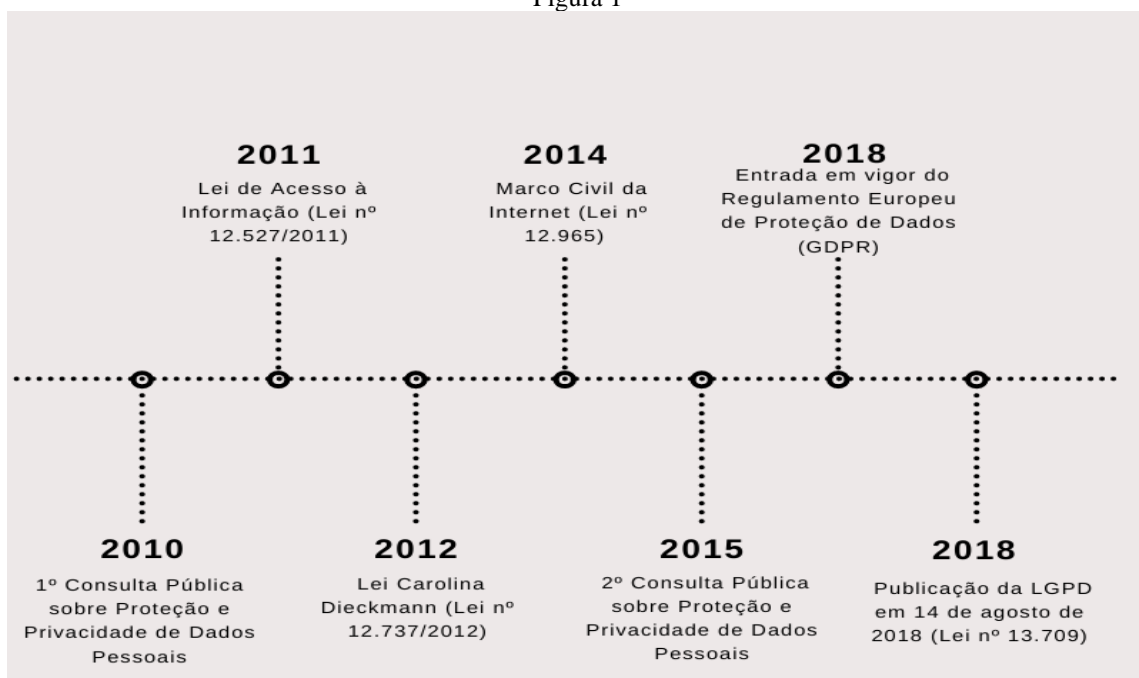 Figura 1
2011
Lei de Acesso à
Informação (Lei nº
12.527/2011)
2014
Marco Civil da
Internet (Lei nº
12.965)
2018
Entrada em vigor do
Regulamento Europeu
de Proteção de Dados
(GDPR)
2010
1º Consulta Pública
sobre Proteção e
Privacidade de Dados
Pessoais
2012
Lei Carolina
Dieckmann (Lei nº
12.737/2012)
2015
2º Consulta Pública
sobre Proteção e
Privacidade de Dados
Pessoais
2018
Publicação da LGPD
em 14 de agosto de
2018 (Lei nº 13.709)